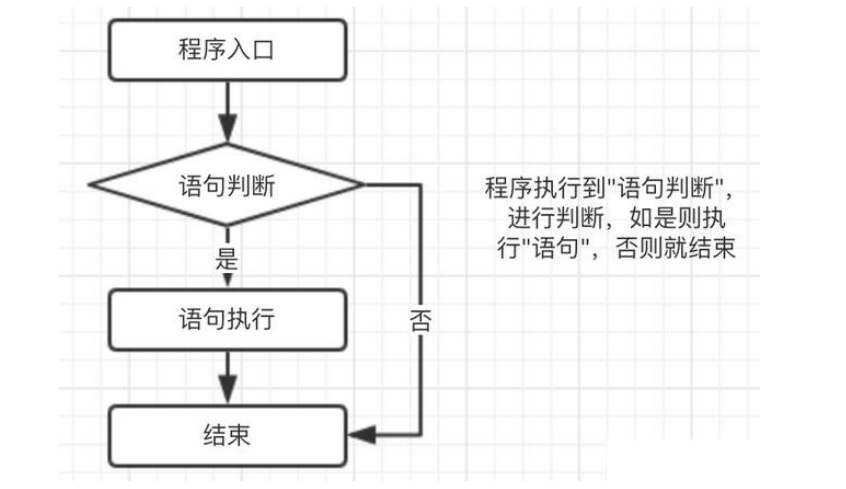 程序入口
语句判断
是
语句执行
否
结束
程序执行到"语句判断"，
进行判断，如是则执
行"语句"，否则就结束